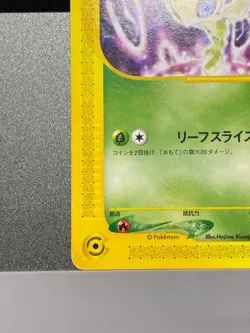 リーフスライス
コインを2回投げ、「おもて」の数×20ダメージ。
弱点 抵抗力
©Pokémon Illus.Hajime Kusaj